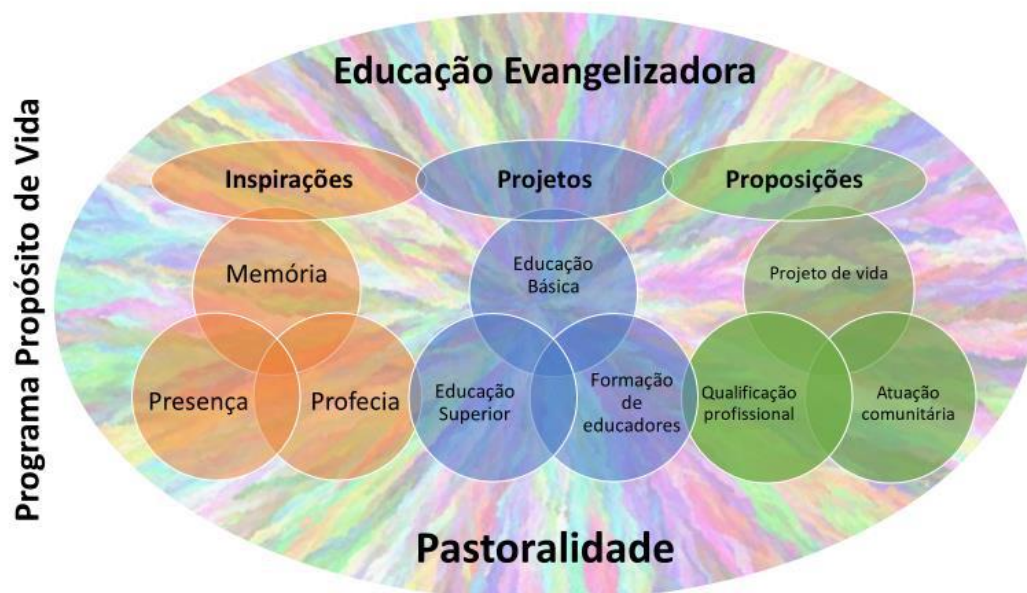 Programa Propósito de Vida
Educação Evangelizadora
Inspirações
Projetos
Proposições
Memória
Presença
Profecia
Educação
Básica
Educação
Superior
Formação
de
educadores
Projeto de vida
Qualificação
profissional
Atuação
comunitária
Pastoralidade